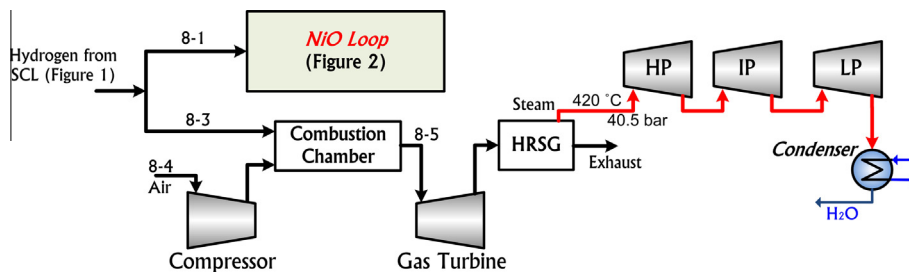 8-1
Hydrogen from
SCL (Figure 1)
NiO Loop
(Figure 2)
HP
IP
LP
Steam
420 °C
40.5 bar
8-3
Combustion
Chamber
8-5
HRSG
Exhaust
Condenser
8-4
Air
H₂O
Compressor
Gas Turbine